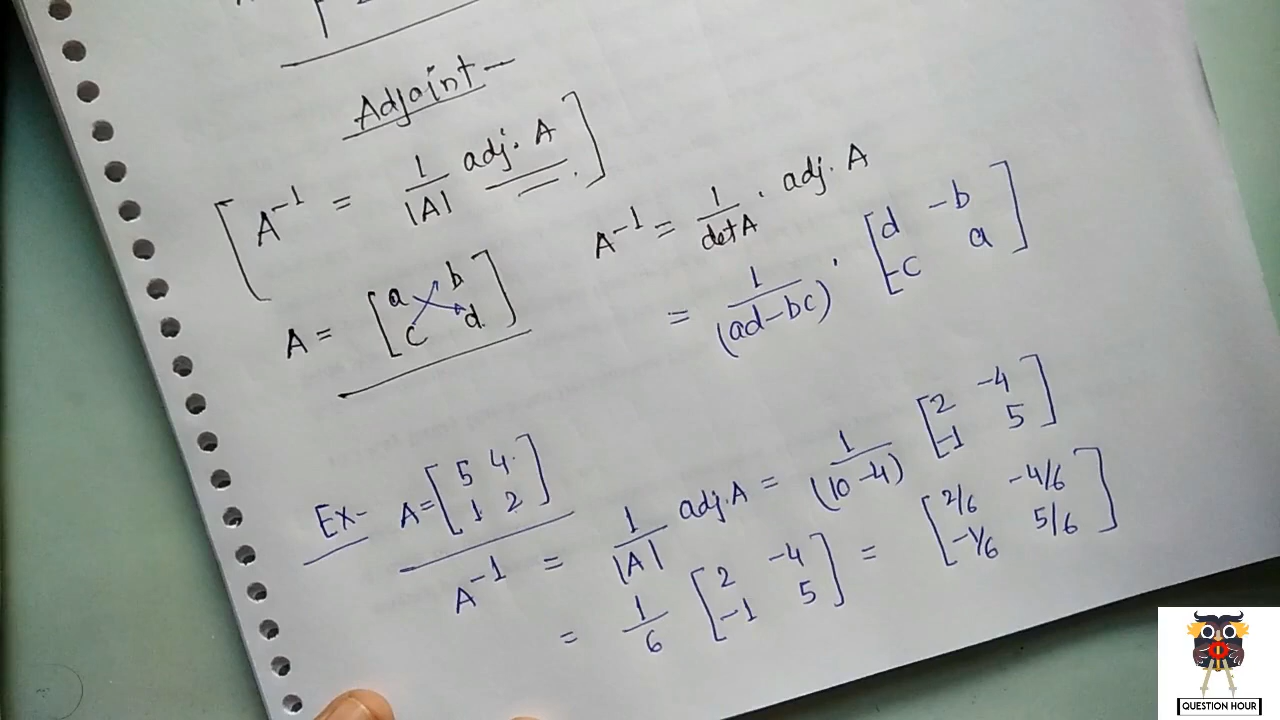 Adjoint -
[A⁻¹ = 1/|A| adj. A.]
A⁻¹ = 1/detA . adj. A
A = [a b
c d]
= 1/(ad-bc) . [d -b
-c a]
Ex- A = [5 4
1 2]
A⁻¹ = 1/|A| adj.A = 1/(10-4) [2 -4
-1 5]
= 1/6 [2 -4
-1 5] = [2/6 -4/6
-1/6 5/6]
QUESTION HOUR